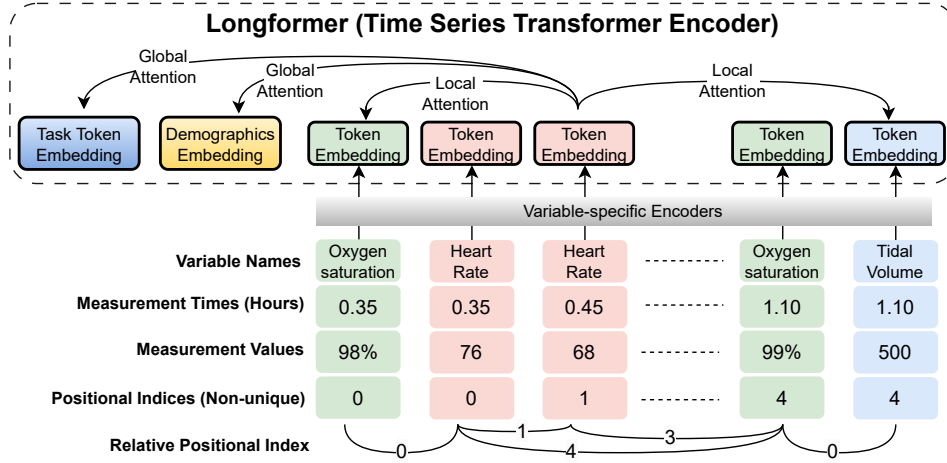 Longformer (Time Series Transformer Encoder)
Global
Attention
Global
Attention
Local
Attention
Local
Attention
Task Token
Embedding
Demographics
Embedding
Token
Embedding
Token
Embedding
Token
Embedding
Token
Embedding
Token
Embedding
Variable-specific Encoders
Variable Names
Oxygen
saturation
Heart
Rate
Heart
Rate
Oxygen
saturation
Tidal
Volume
Measurement Times (Hours) 0.35 0.35 0.45 1.10 1.10
Measurement Values 98% 76 68 99% 500
Positional Indices (Non-unique) 0 0 1 4 4
Relative Positional Index 0 1 4 3 0